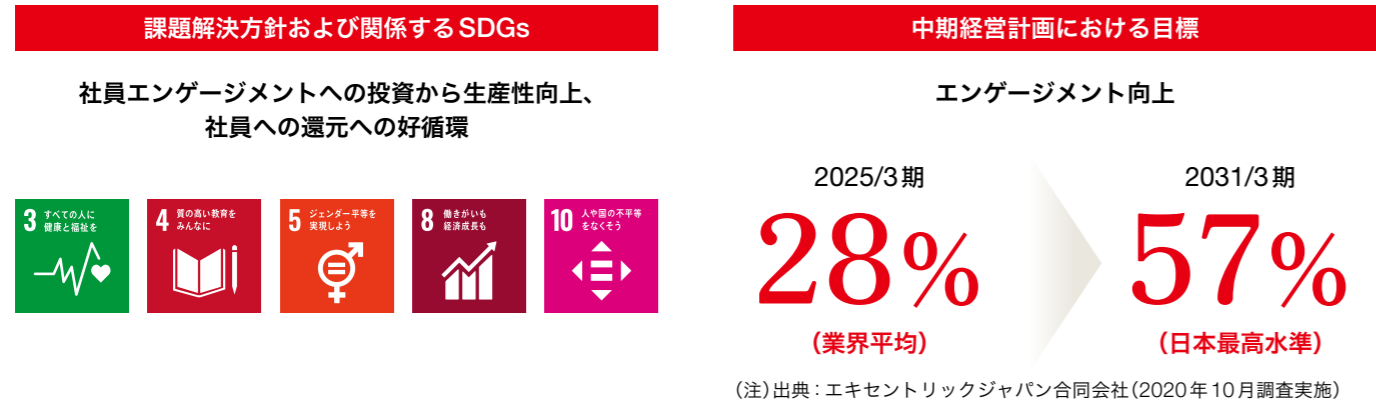 課題解決方針および関係するSDGs
社員エンゲージメントへの投資から生産性向上、
社員への還元への好循環
3 すべての人に
健康と福祉を
4 質の高い教育を
みんなに
5 ジェンダー平等を
実現しよう
8 働きがいも
経済成長も
10 人や国の不平等
をなくそう
中期経営計画における目標
エンゲージメント向上
2025/3期
28%
（業界平均）
2031/3期
57%
（日本最高水準）
（注）出典：エキセントリックジャパン合同会社（2020年10月調査実施）